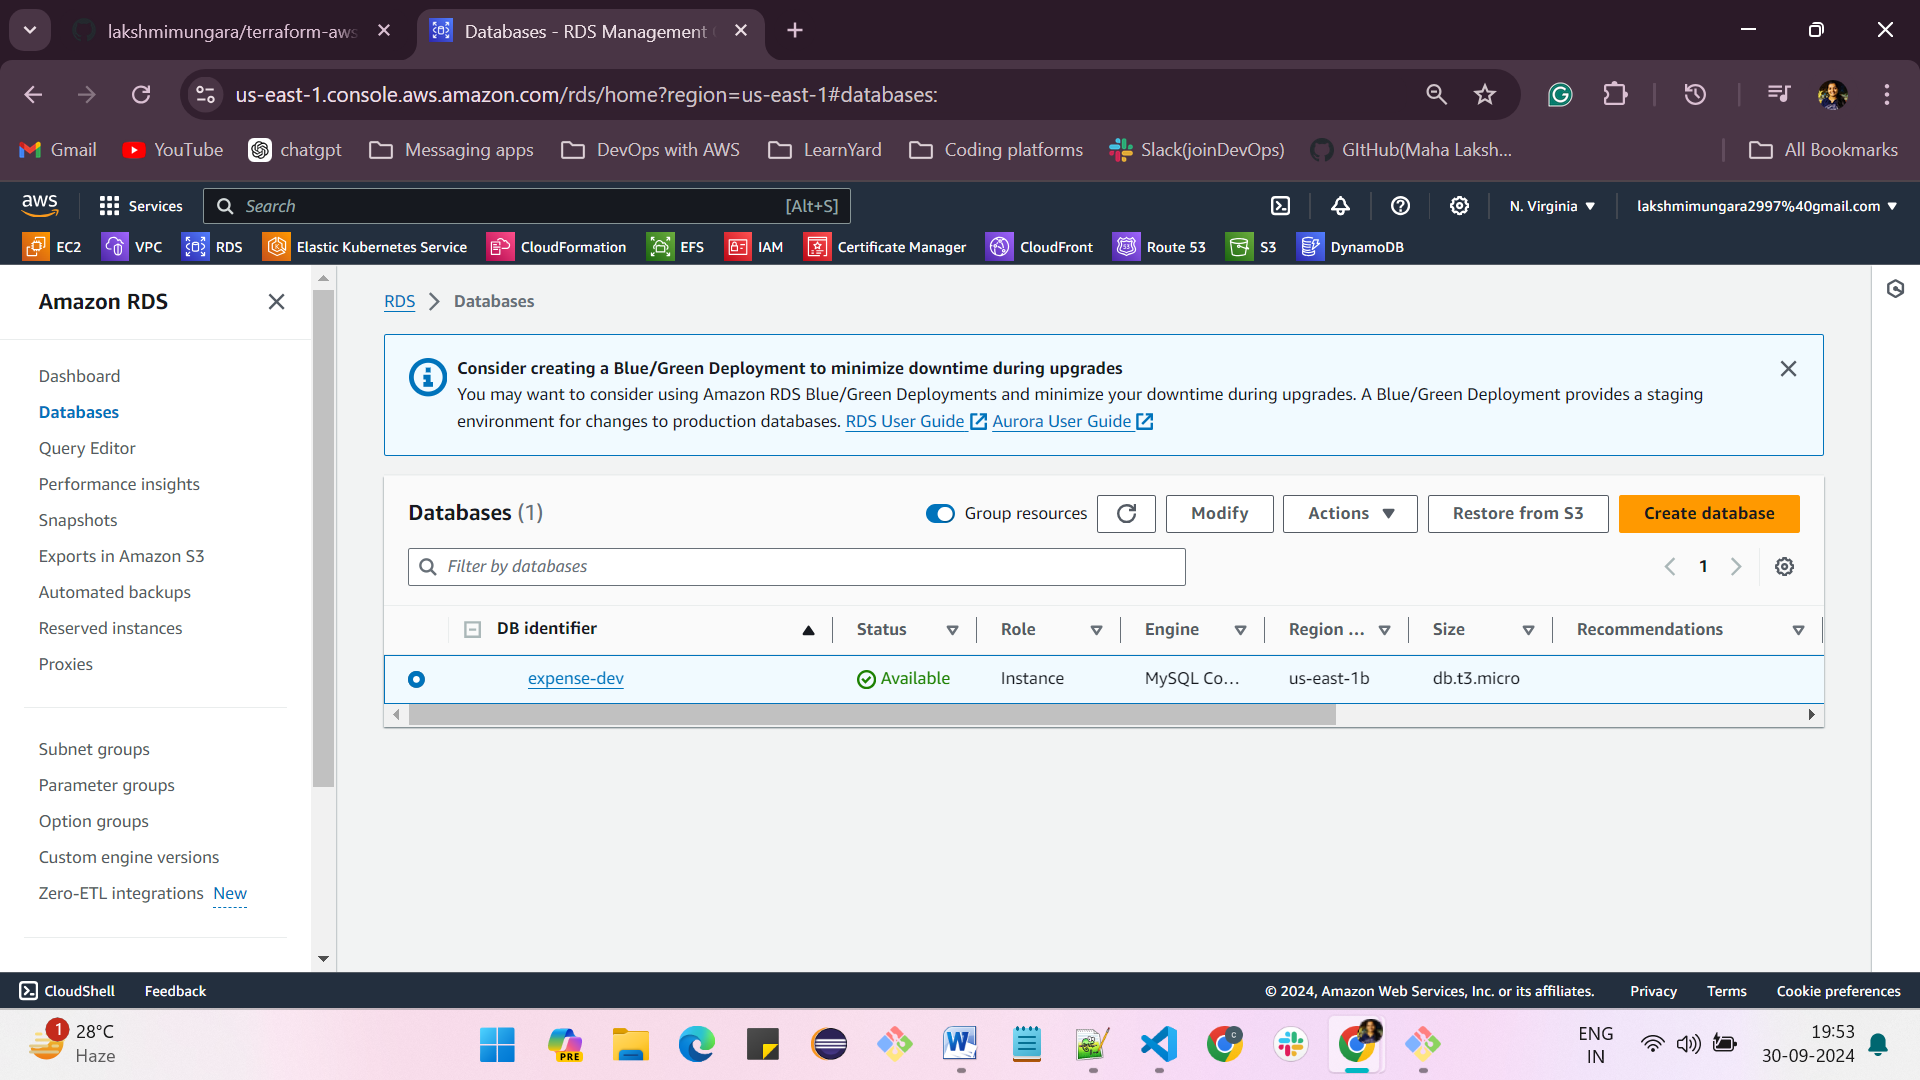 lakshmimungara/terraform-aws
Databases - RDS Management
us-east-1.console.aws.amazon.com/rds/home?region=us-east-1#databases:
Gmail
YouTube
chatgpt
Messaging apps
DevOps with AWS
LearnYard
Coding platforms
Slack(joinDevOps)
GItHub(Maha Laksh...
All Bookmarks
aws
Services
Search
[Alt+S]
N. Virginia
lakshmimungara2997%40gmail.com
EC2
VPC
RDS
Elastic Kubernetes Service
CloudFormation
EFS
IAM
Certificate Manager
CloudFront
Route 53
S3
DynamoDB
Amazon RDS
Dashboard
Databases
Query Editor
Performance insights
Snapshots
Exports in Amazon S3
Automated backups
Reserved instances
Proxies
Subnet groups
Parameter groups
Option groups
Custom engine versions
Zero-ETL integrations New
RDS
Databases
Consider creating a Blue/Green Deployment to minimize downtime during upgrades
You may want to consider using Amazon RDS Blue/Green Deployments and minimize your downtime during upgrades. A Blue/Green Deployment provides a staging
environment for changes to production databases. RDS User Guide Aurora User Guide
Databases (1)
Group resources
Modify
Actions
Restore from S3
Create database
Filter by databases
1
DB identifier
Status
Role
Engine
Region ...
Size
Recommendations
expense-dev
Available
Instance
MySQL Co...
us-east-1b
db.t3.micro
CloudShell
Feedback
© 2024, Amazon Web Services, Inc. or its affiliates.
Privacy
Terms
Cookie preferences
1
28°C
Haze
PRE
ENG
IN
19:53
30-09-2024